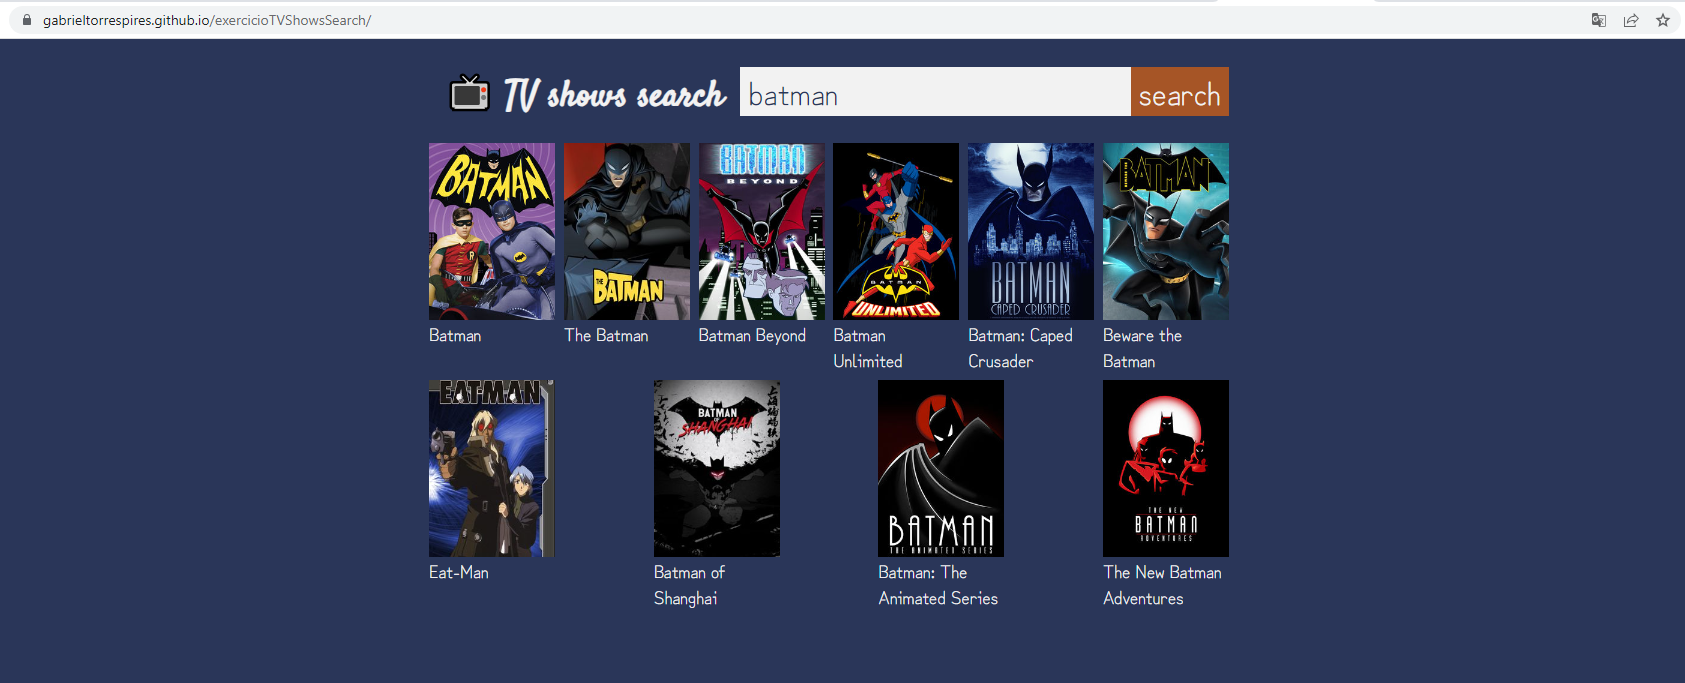 gabrieltorrespires.github.io/exercicioTVShowsSearch/
TV shows search
batman
search
BATMAN
THE BATMAN
BATMAN
BEYOND
BATMAN
UNLIMITED
BATMAN
CAPED CRUSADER
BEWARE THE
BATMAN
Batman
The Batman
Batman Beyond
Batman
Unlimited
Batman: Caped
Crusader
Beware the
Batman
EAT-MAN
BATMAN
OF
SHANGHAI
BATMAN
THE ANIMATED SERIES
THE NEW
BATMAN
ADVENTURES
Eat-Man
Batman of
Shanghai
Batman: The
Animated Series
The New Batman
Adventures